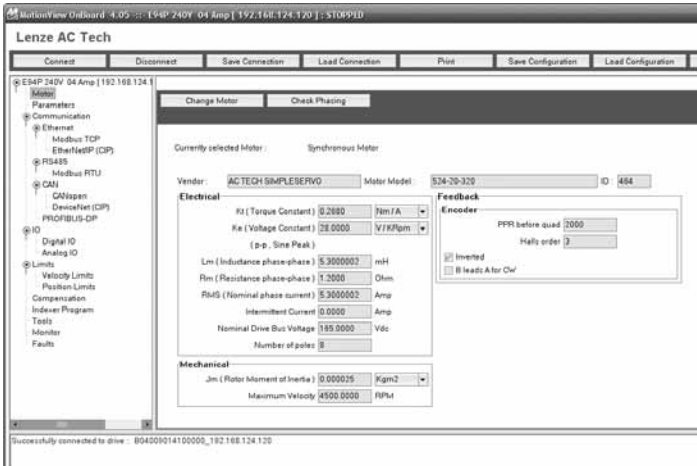 MotionView OnBoard 4.05 -::- E94P 240V 04 Amp [ 192.168.124.120 ] : STOPPED
Lenze AC Tech
Connect Disconnect Save Connection Load Connection Print Save Configuration Load Configuration
E94P 240V 04 Amp [192.168.124.1
Motor
Parameters
Communication
Ethernet
Modbus TCP
EtherNet/IP (CIP)
RS485
Modbus RTU
CAN
CANopen
DeviceNet (CIP)
PROFIBUS-DP
IO
Digital IO
Analog IO
Limits
Velocity Limits
Position Limits
Compensation
Indexer Program
Tools
Monitor
Faults
Change Motor Check Phasing
Currently selected Motor : Synchronous Motor
Vendor : AC TECH SIMPLESERVO Motor Model: 524-20-320 ID : 464
Electrical
Kt ( Torque Constant ) 0.2680 Nm / A
Ke ( Voltage Constant ) 28.0000 V / KRpm
( p-p , Sine Peak )
Lm ( Inductance phase-phase ) 5.3000002 mH
Rm ( Resistance phase-phase ) 1.2000 Ohm
RMS ( Nominal phase current ) 5.3000002 Amp
Intermittent Current 0.0000 Amp
Nominal Drive Bus Voltage 165.0000 Vdc
Number of poles 8
Mechanical
Jm ( Rotor Moment of Inertia ) 0.000025 Kgm2
Maximum Velocity 4500.0000 RPM
Feedback
Encoder
PPR before quad 2000
Halls order 3
Inverted
B leads A for CW
Successfully connected to drive : B04009014100000_192.168.124.120